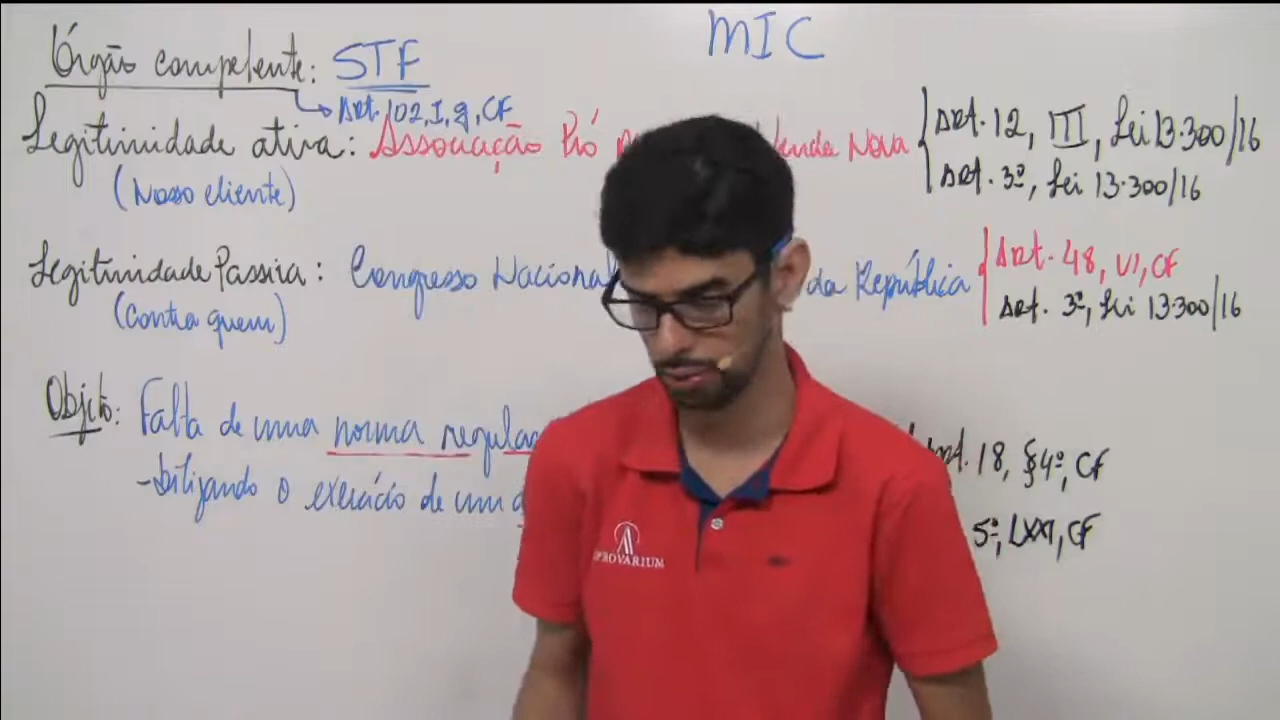 MIC
Órgão competente: STF
Art. 102, I, q, CF
Legitimidade ativa: Associação Pró Venda Nova
Art. 12, III, Lei 13.300/16
(Nosso cliente)
Art. 3º, Lei 13.300/16
Legitimidade Passiva: Congresso Nacional da República
Art. 48, VI, CF
(Contra quem)
Art. 3º, Lei 13.300/16
Objeto: Falta de uma norma
Art. 18, §4º, CF
-bilizando o exercício de um
5º, LXXI, CF
APROVARIUM